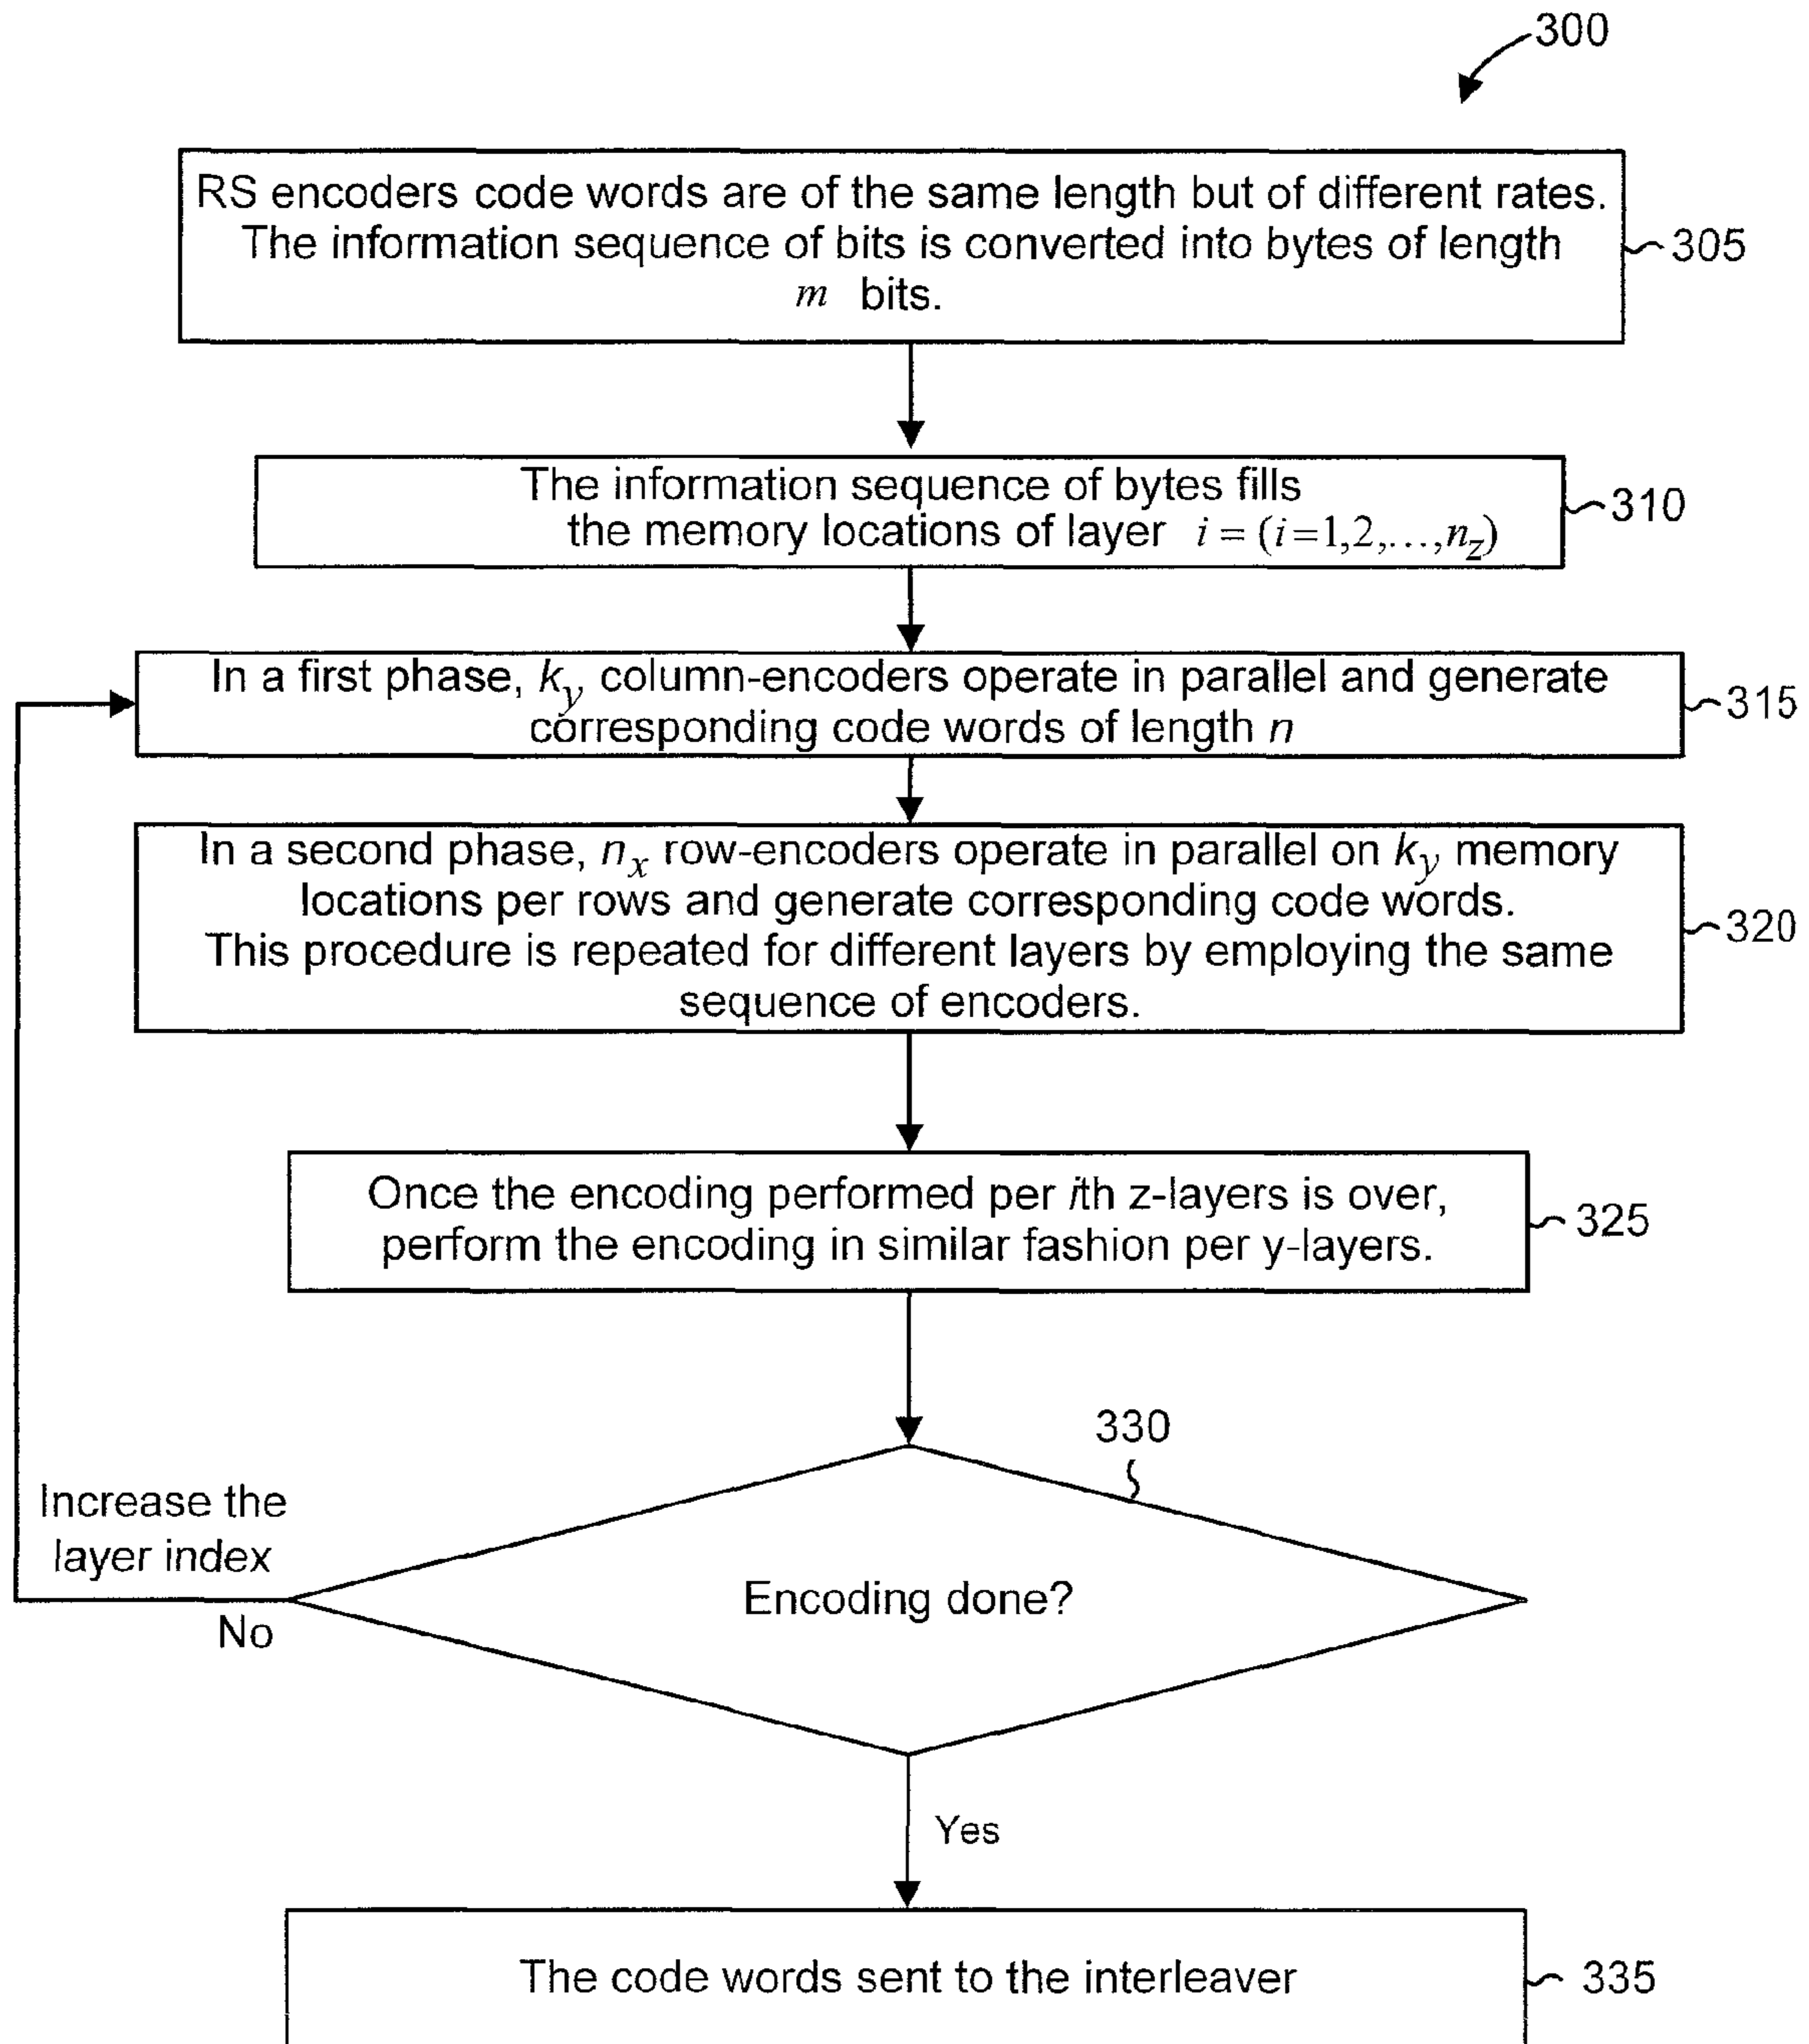 300
RS encoders code words are of the same length but of different rates.
The information sequence of bits is converted into bytes of length
m bits.
305
The information sequence of bytes fills
the memory locations of layer i = (i=1,2,...,n_z)
310
In a first phase, k_y column-encoders operate in parallel and generate
corresponding code words of length n
315
In a second phase, n_x row-encoders operate in parallel on k_y memory
locations per rows and generate corresponding code words.
This procedure is repeated for different layers by employing the same
sequence of encoders.
320
Once the encoding performed per ith z-layers is over,
perform the encoding in similar fashion per y-layers.
325
330
Increase the
layer index
No
Encoding done?
Yes
The code words sent to the interleaver
335